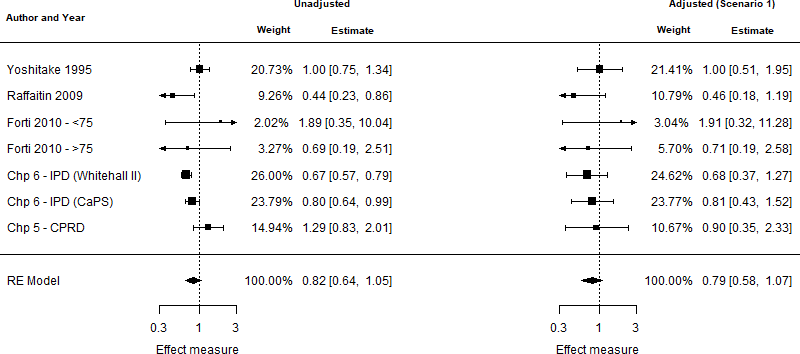 Unadjusted Adjusted (Scenario 1)
Author and Year
Weight Estimate Weight Estimate
Yoshitake 1995 20.73% 1.00 [0.75, 1.34] 21.41% 1.00 [0.51, 1.95]
Raffaitin 2009 9.26% 0.44 [0.23, 0.86] 10.79% 0.46 [0.18, 1.19]
Forti 2010 - <75 2.02% 1.89 [0.35, 10.04] 3.04% 1.91 [0.32, 11.28]
Forti 2010 - >75 3.27% 0.69 [0.19, 2.51] 5.70% 0.71 [0.19, 2.58]
Chp 6 - IPD (Whitehall II) 26.00% 0.67 [0.57, 0.79] 24.62% 0.68 [0.37, 1.27]
Chp 6 - IPD (CaPS) 23.79% 0.80 [0.64, 0.99] 23.77% 0.81 [0.43, 1.52]
Chp 5 - CPRD 14.94% 1.29 [0.83, 2.01] 10.67% 0.90 [0.35, 2.33]
RE Model 100.00% 0.82 [0.64, 1.05] 100.00% 0.79 [0.58, 1.07]
0.3 1 3 0.3 1 3
Effect measure Effect measure